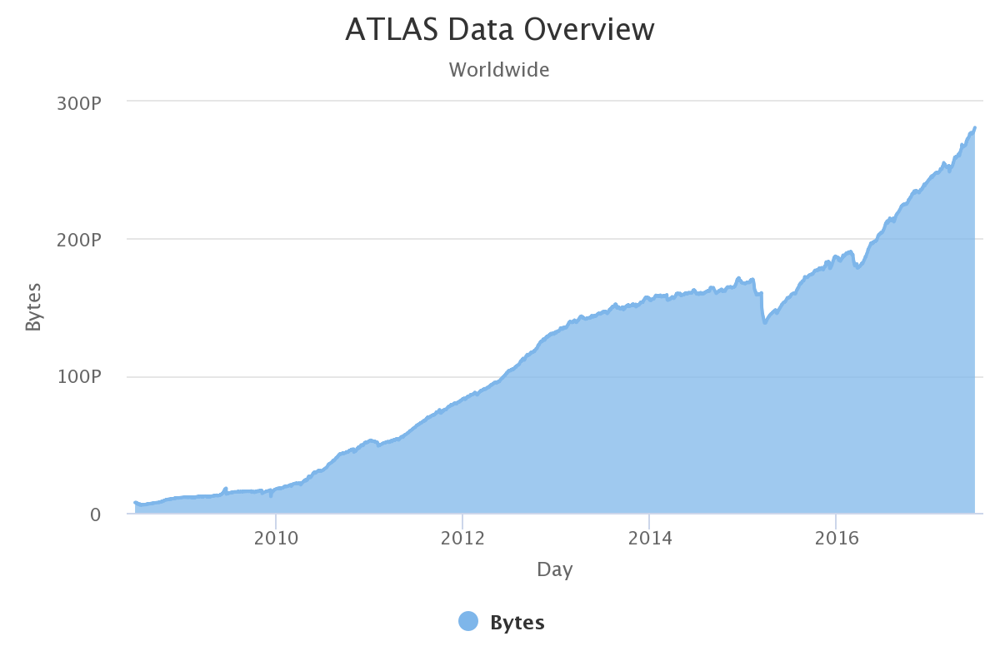 ATLAS Data Overview
Worldwide
300P
200P
100P
0
Bytes
2010 2012 2014 2016
Day
Bytes